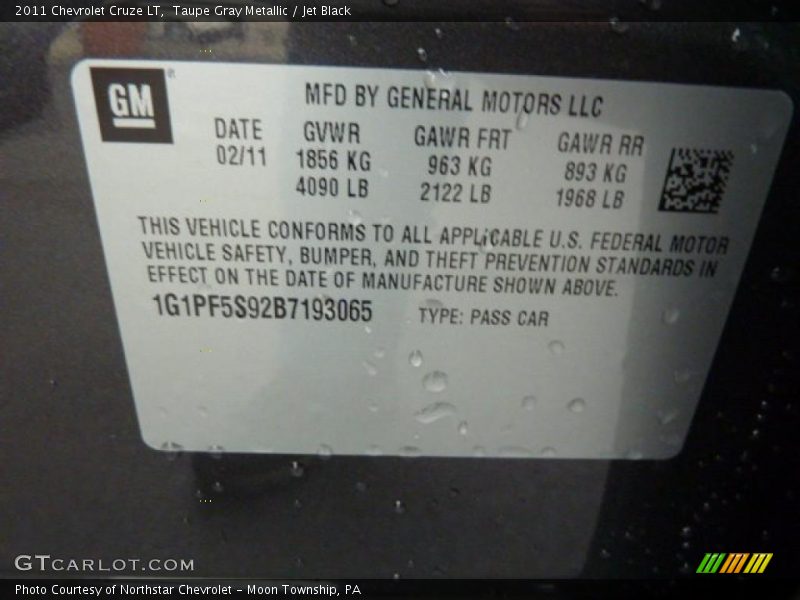 2011 Chevrolet Cruze LT, Taupe Gray Metallic / Jet Black
GM ®
MFD BY GENERAL MOTORS LLC
DATE GVWR GAWR FRT GAWR RR
02/11 1856 KG 963 KG 893 KG
4090 LB 2122 LB 1968 LB
THIS VEHICLE CONFORMS TO ALL APPLICABLE U.S. FEDERAL MOTOR
VEHICLE SAFETY, BUMPER, AND THEFT PREVENTION STANDARDS IN
EFFECT ON THE DATE OF MANUFACTURE SHOWN ABOVE.
1G1PF5S92B7193065 TYPE: PASS CAR
GTCARLOT.COM
Photo Courtesy of Northstar Chevrolet - Moon Township, PA